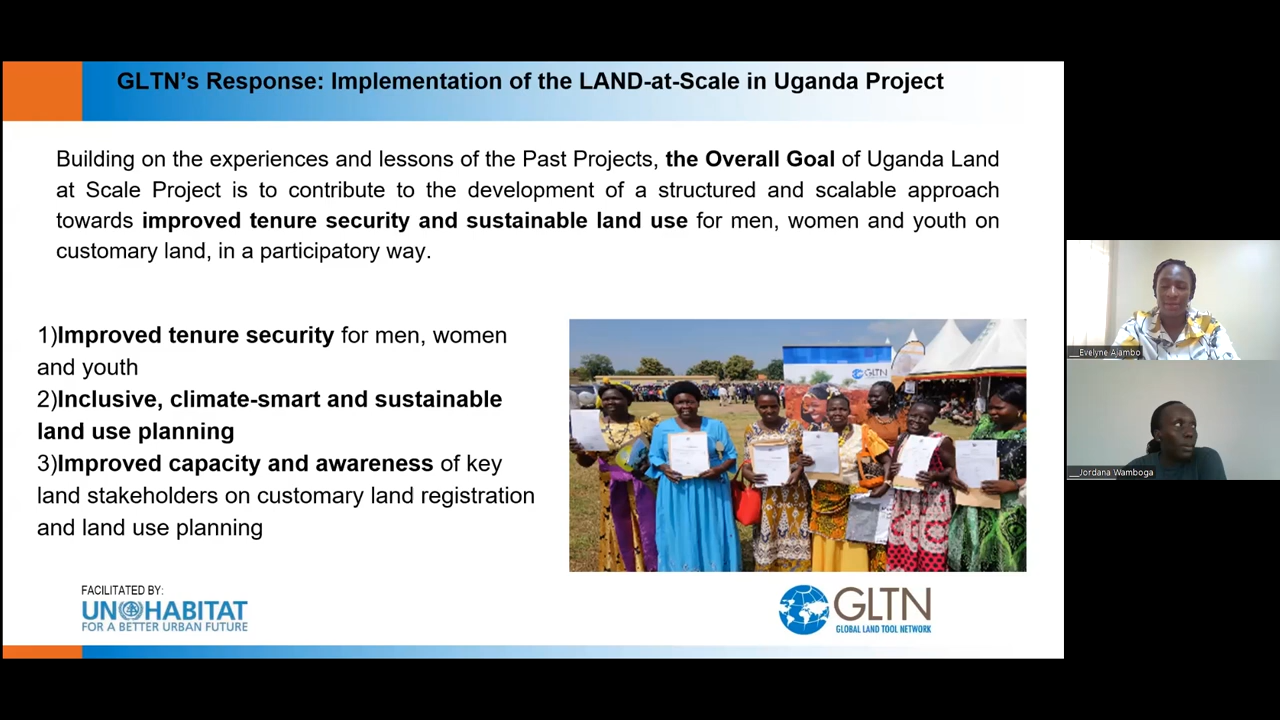 GLTN's Response: Implementation of the LAND-at-Scale in Uganda Project
Building on the experiences and lessons of the Past Projects, the Overall Goal of Uganda Land
at Scale Project is to contribute to the development of a structured and scalable approach
towards improved tenure security and sustainable land use for men, women and youth on
customary land, in a participatory way.
1)Improved tenure security for men, women
and youth
2)Inclusive, climate-smart and sustainable
land use planning
3)Improved capacity and awareness of key
land stakeholders on customary land registration
and land use planning
GLTN
FACILITATED BY:
UN HABITAT
FOR A BETTER URBAN FUTURE
GLTN
GLOBAL LAND TOOL NETWORK
__Evelyne Ajambo
__Jordana Wamboga